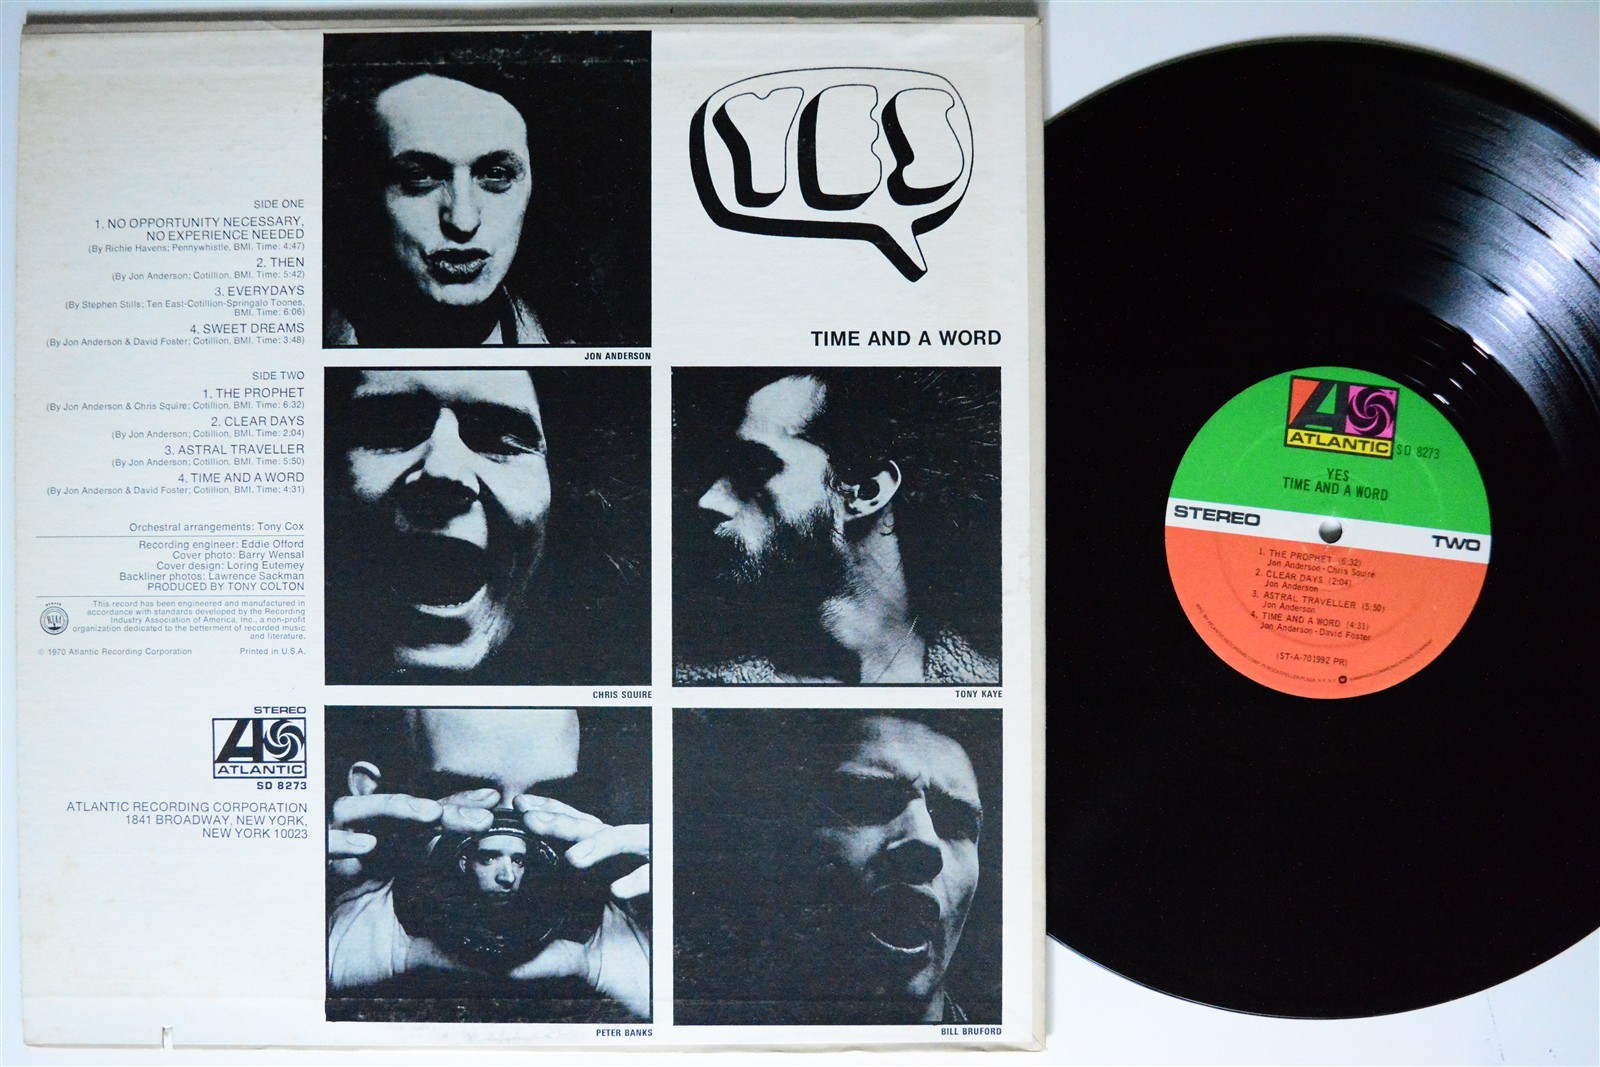 SIDE ONE
1. NO OPPORTUNITY NECESSARY,
NO EXPERIENCE NEEDED
(By Richie Havens; Pennywhistle, BMI. Time: 4:47)
2. THEN
(By Jon Anderson; Cotillion, BMI. Time: 5:42)
3. EVERYDAYS
(By Stephen Stills; Ten East-Cotillion-Springalo Toones,
BMI. Time: 6:06)
4. SWEET DREAMS
(By Jon Anderson & David Foster; Cotillion, BMI. Time: 3:48)
SIDE TWO
1. THE PROPHET
(By Jon Anderson & Chris Squire; Cotillion, BMI. Time: 6:32)
2. CLEAR DAYS
(By Jon Anderson; Cotillion, BMI. Time: 2:04)
3. ASTRAL TRAVELLER
(By Jon Anderson; Cotillion, BMI. Time: 5:50)
4. TIME AND A WORD
(By Jon Anderson & David Foster; Cotillion, BMI. Time: 4:31)
Orchestral arrangements: Tony Cox
Recording engineer: Eddie Offord
Cover photo: Barry Wensal
Cover design: Loring Eutemey
Backliner photos: Lawrence Sackman
PRODUCED BY TONY COLTON
This record has been engineered and manufactured in
accordance with standards developed by the Recording
Industry Association of America, Inc., a non-profit
organization dedicated to the betterment of recorded music
and literature.
© 1970 Atlantic Recording Corporation Printed in U.S.A.
STEREO
ATLANTIC
SD 8273
ATLANTIC RECORDING CORPORATION
1841 BROADWAY, NEW YORK,
NEW YORK 10023
YES
TIME AND A WORD
JON ANDERSON
CHRIS SQUIRE
TONY KAYE
PETER BANKS
BILL BRUFORD
ATLANTIC
SD 8273
YES
TIME AND A WORD
STEREO
TWO
1. THE PROPHET (6:32)
Jon Anderson-Chris Squire
2. CLEAR DAYS (2:04)
Jon Anderson
3. ASTRAL TRAVELLER (5:50)
Jon Anderson
4. TIME AND A WORD (4:31)
Jon Anderson-David Foster
(ST-A-701992 PR)